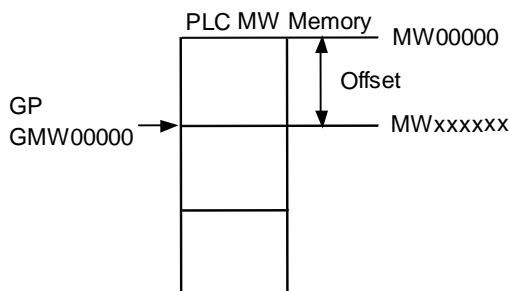 PLC MW Memory
MW00000
Offset
GP
GMW00000
MWxxxxxx